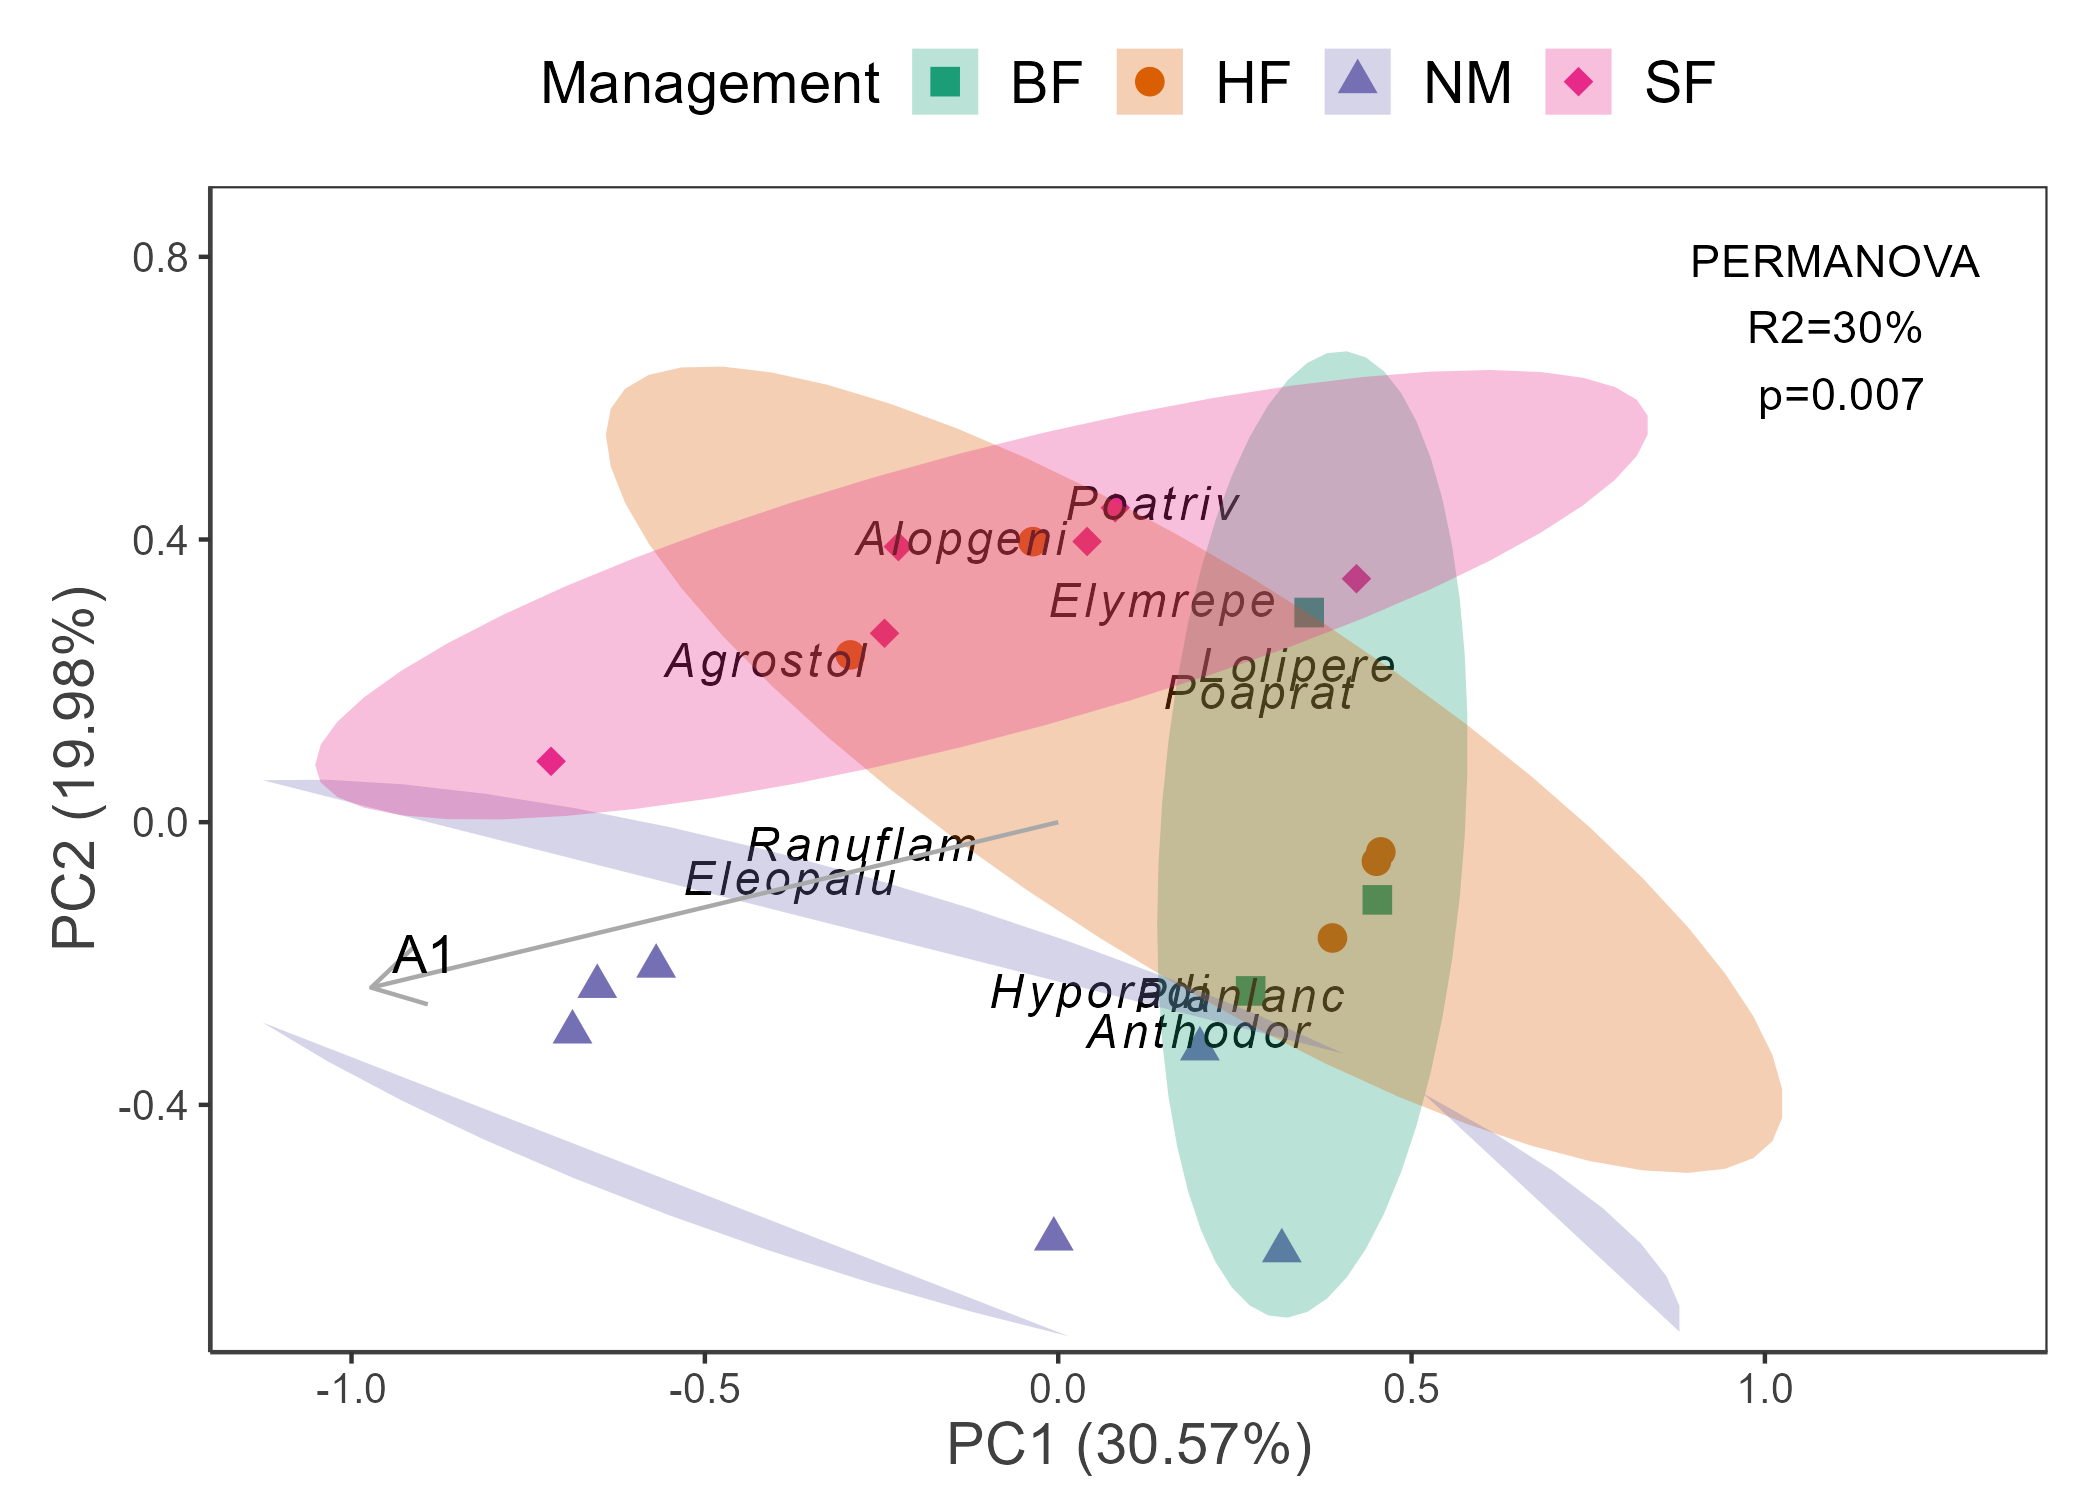 Management BF HF NM SF
PERMANOVA
R2=30%
p=0.007
0.8
0.4
0.0
-0.4
PC2 (19.98%)
Poatriv
Alopgeni
Elymrepe
Agrostol
Lolipere
Poaprat
Ranuflam
Eleopalu
A1
Hyporadi
Planlanc
Anthodor
-1.0 -0.5 0.0 0.5 1.0
PC1 (30.57%)